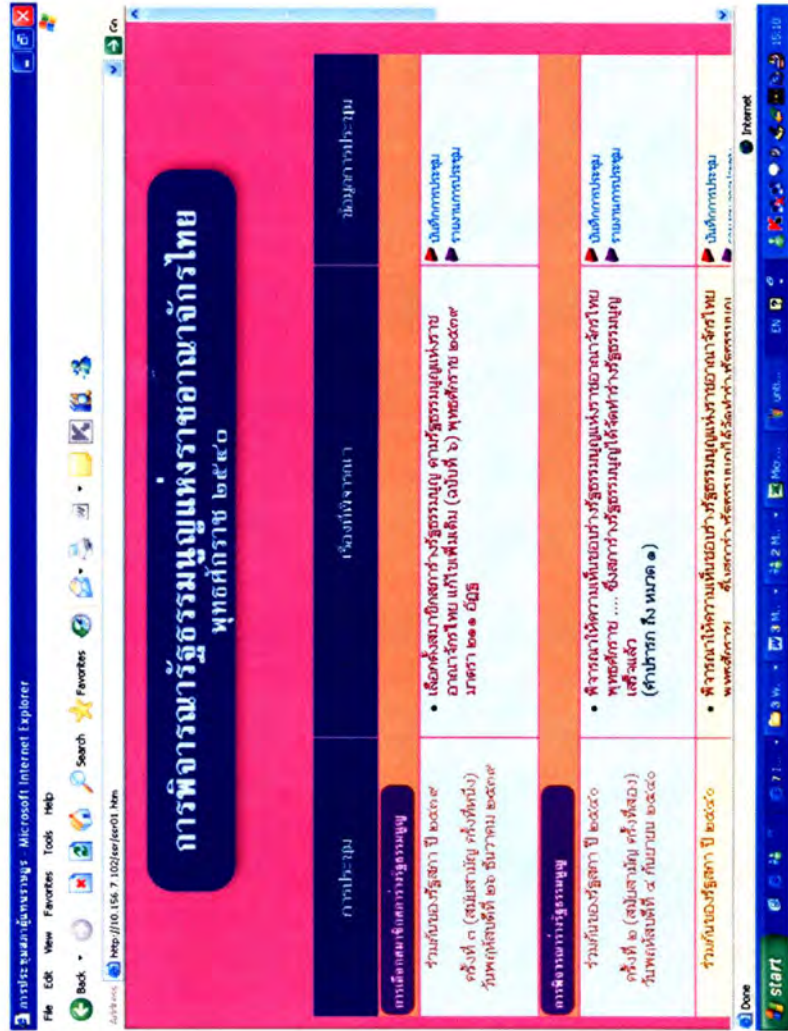 การประชุมสภาผู้แทนราษฎร - Microsoft Internet Explorer
File Edit View Favorites Tools Help
Back Search Favorites
Address http://10.156.7.102/ser/ser01.htm
การพิจารณารัฐธรรมนูญแห่งราชอาณาจักรไทย
พุทธศักราช ๒๕๔๐
การประชุม เรื่องที่พิจารณา ข้อมูลการประชุม
การเลือกสมาชิกสภาร่างรัฐธรรมนูญ
ร่วมกันของรัฐสภา ปี ๒๕๓๙
ครั้งที่ ๓ (สมัยสามัญ ครั้งที่หนึ่ง)
วันพฤหัสบดีที่ ๒๖ ธันวาคม ๒๕๓๙
• เลือกตั้งสมาชิกสภาร่างรัฐธรรมนูญ ตามรัฐธรรมนูญแห่งราช
อาณาจักรไทย แก้ไขเพิ่มเติม (ฉบับที่ ๖) พุทธศักราช ๒๕๓๙
มาตรา ๒๑๑ อัฏฐ
บันทึกการประชุม
รายงานการประชุม
การพิจารณาร่างรัฐธรรมนูญ
ร่วมกันของรัฐสภา ปี ๒๕๔๐
ครั้งที่ ๒ (สมัยสามัญ ครั้งที่สอง)
วันพฤหัสบดีที่ ๔ กันยายน ๒๕๔๐
• พิจารณาให้ความเห็นชอบร่างรัฐธรรมนูญแห่งราชอาณาจักรไทย
พุทธศักราช .... ซึ่งสภาร่างรัฐธรรมนูญได้จัดทำร่างรัฐธรรมนูญ
เสร็จแล้ว
(คำปรารภ ถึง หมวด ๑)
บันทึกการประชุม
รายงานการประชุม
ร่วมกันของรัฐสภา ปี ๒๕๔๐
• พิจารณาให้ความเห็นชอบร่างรัฐธรรมนูญแห่งราชอาณาจักรไทย
บันทึกการประชุม
Done Internet
start 3 W... 3 M... 2 M... Mic... unti... EN 15:10